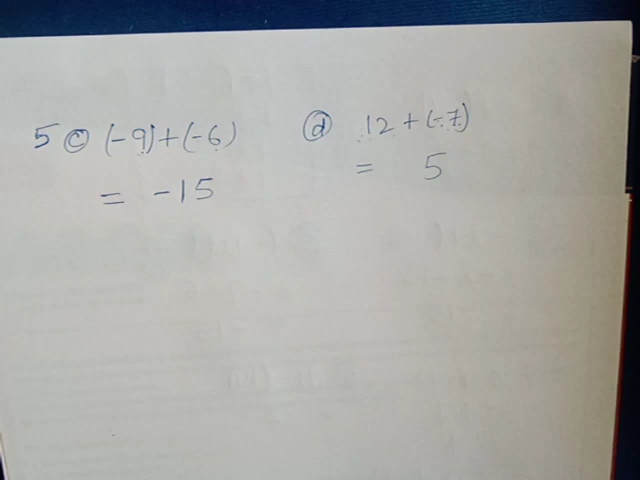 5 ⓒ (-9)+(-6)
= -15
ⓓ 12+(-7)
= 5